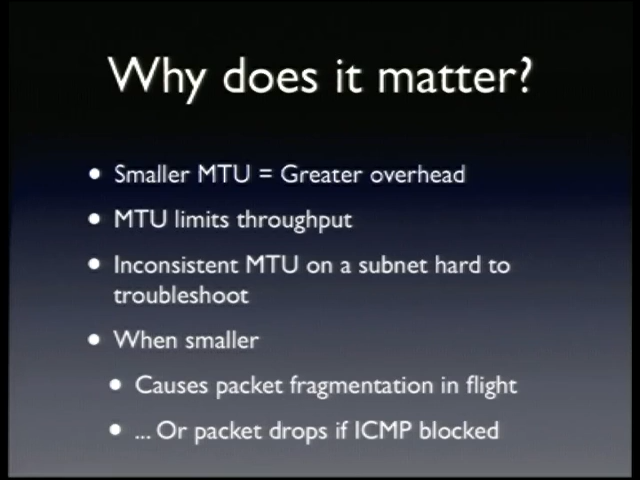 Why does it matter?
• Smaller MTU = Greater overhead
• MTU limits throughput
• Inconsistent MTU on a subnet hard to
troubleshoot
• When smaller
• Causes packet fragmentation in flight
• ... Or packet drops if ICMP blocked